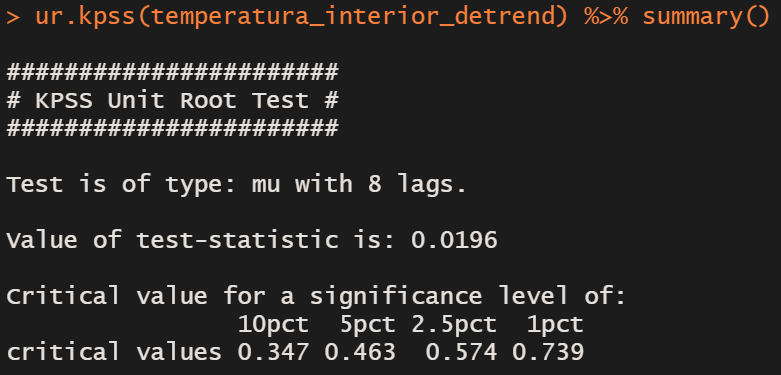 > ur.kpss(temperatura_interior_detrend) %>% summary()
#######################
# KPSS Unit Root Test #
#######################
Test is of type: mu with 8 lags.
Value of test-statistic is: 0.0196
Critical value for a significance level of:
                10pct  5pct 2.5pct  1pct
critical values 0.347 0.463  0.574 0.739